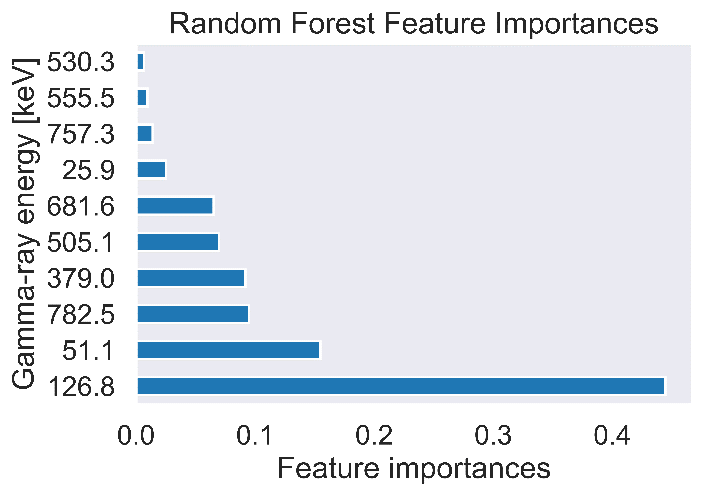 Random Forest Feature Importances
Gamma-ray energy [keV]
530.3
555.5
757.3
25.9
681.6
505.1
379.0
782.5
51.1
126.8
0.0 0.1 0.2 0.3 0.4
Feature importances